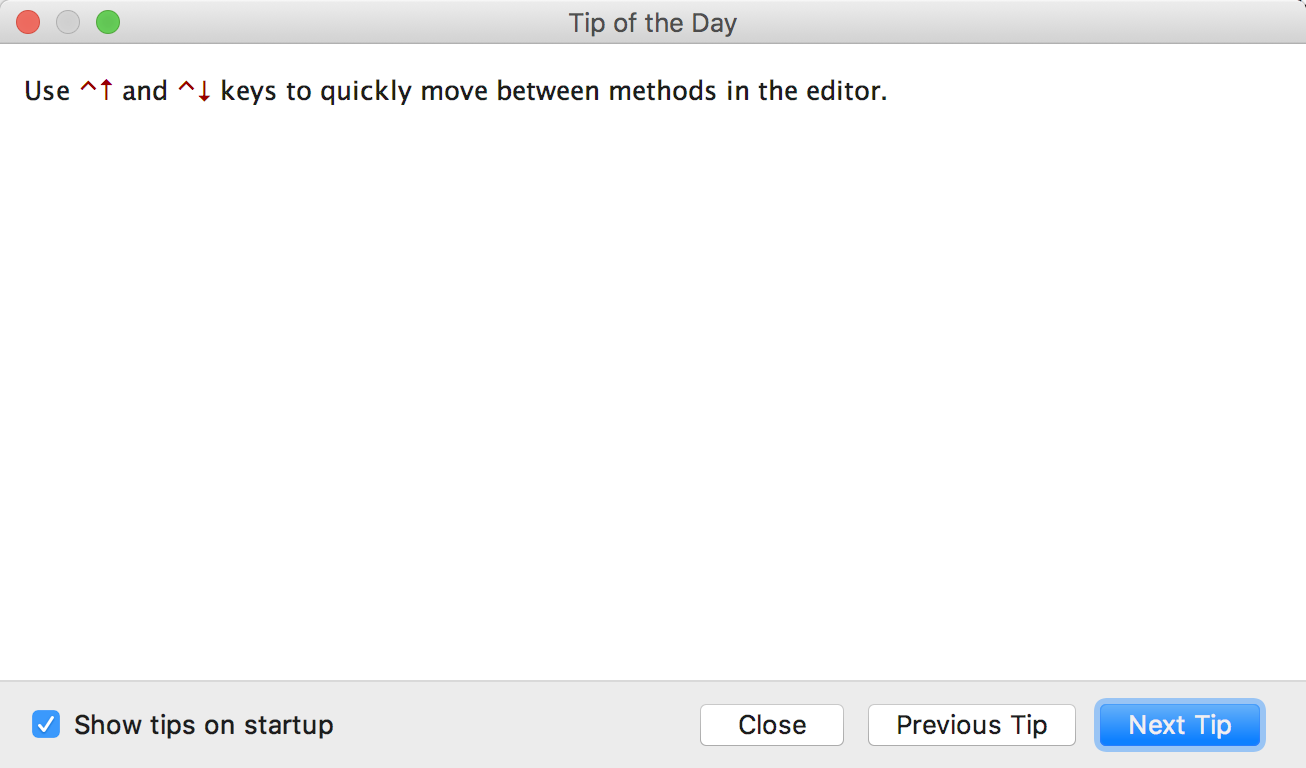 Tip of the Day
Use ^↑ and ^↓ keys to quickly move between methods in the editor.
Show tips on startup
Close
Previous Tip
Next Tip